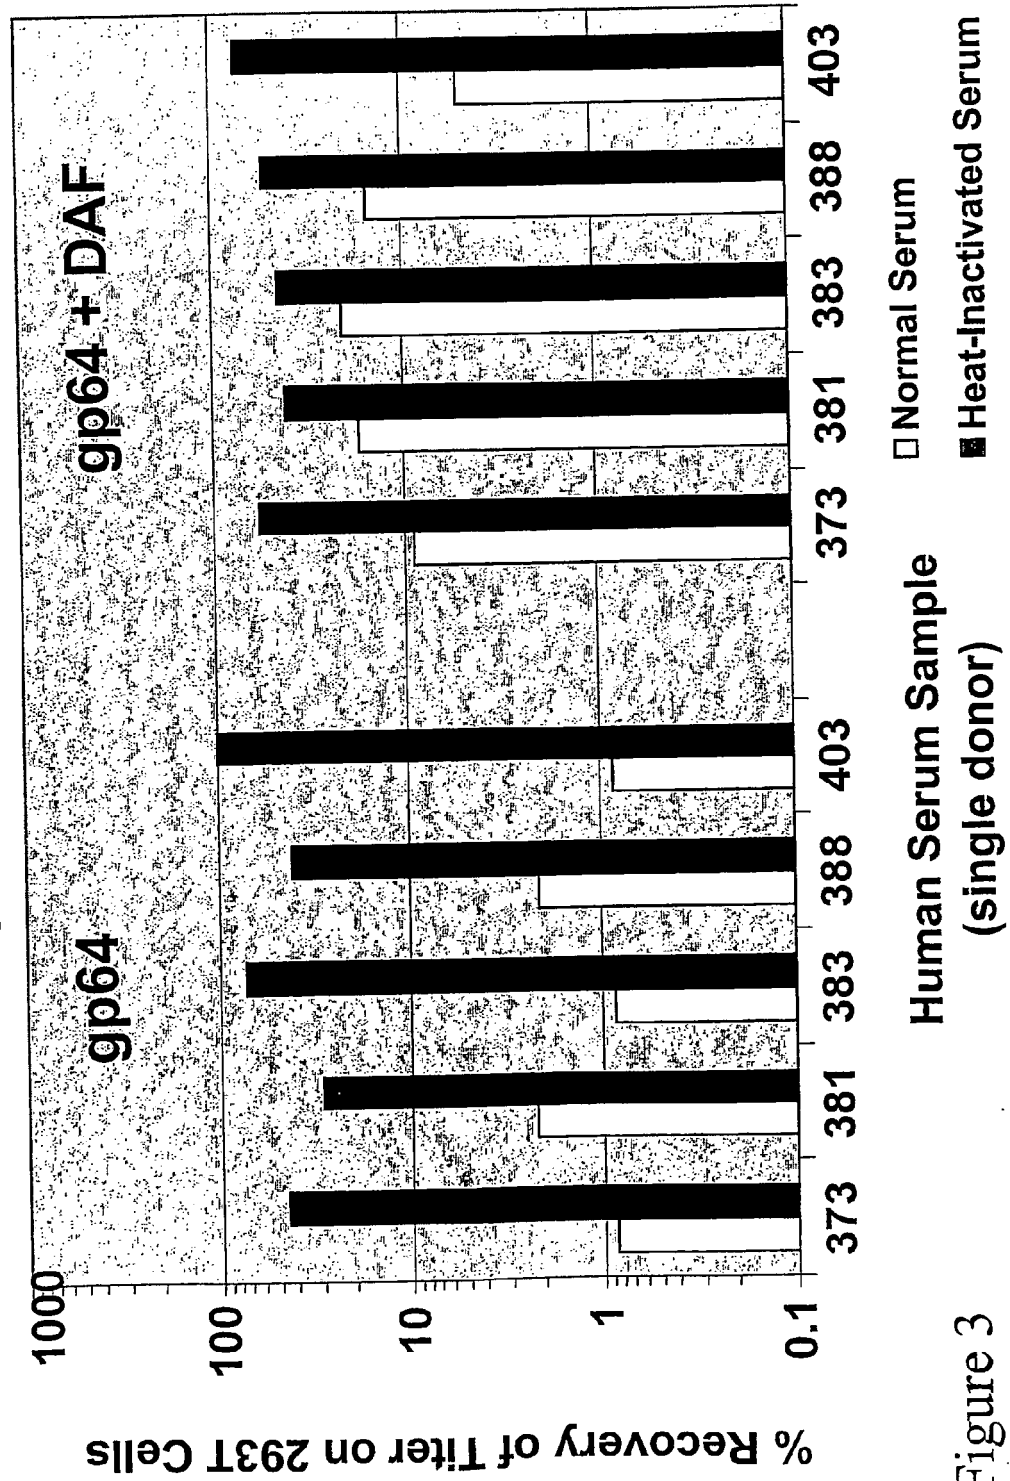 % Recovery of Titer on 293T Cells
1000
100
10
1
0.1
gp64
gp64 + DAF
373 381 383 388 403 373 381 383 388 403
Human Serum Sample
(single donor)
Normal Serum
Heat-Inactivated Serum
Figure 3